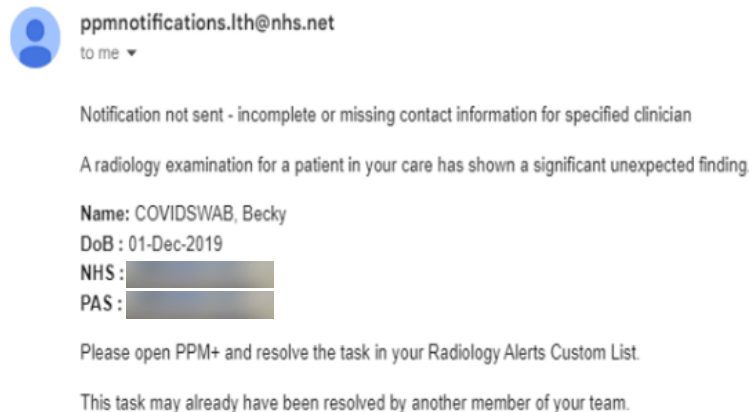 ppmnotifications.lth@nhs.net
to me
Notification not sent - incomplete or missing contact information for specified clinician
A radiology examination for a patient in your care has shown a significant unexpected finding.
Name: COVIDSWAB, Becky
DoB : 01-Dec-2019
NHS :
PAS :
Please open PPM+ and resolve the task in your Radiology Alerts Custom List.
This task may already have been resolved by another member of your team.